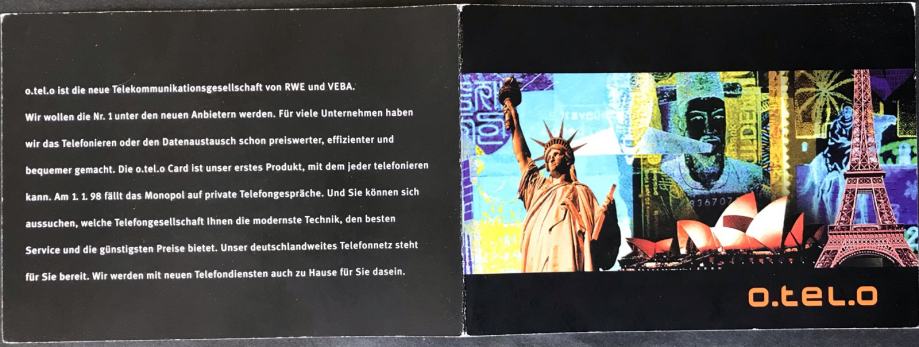 o.tel.o ist die neue Telekommunikationsgesellschaft von RWE und VEBA.
Wir wollen die Nr. 1 unter den neuen Anbietern werden. Für viele Unternehmen haben
wir das Telefonieren oder den Datenaustausch schon preiswerter, effizienter und
bequemer gemacht. Die o.tel.o Card ist unser erstes Produkt, mit dem jeder telefonieren
kann. Am 1. 1. 98 fällt das Monopol auf private Telefongespräche. Und Sie können sich
aussuchen, welche Telefongesellschaft Ihnen die modernste Technik, den besten
Service und die günstigsten Preise bietet. Unser deutschlandweites Telefonnetz steht
für Sie bereit. Wir werden mit neuen Telefondiensten auch zu Hause für Sie dasein.
o.tel.o